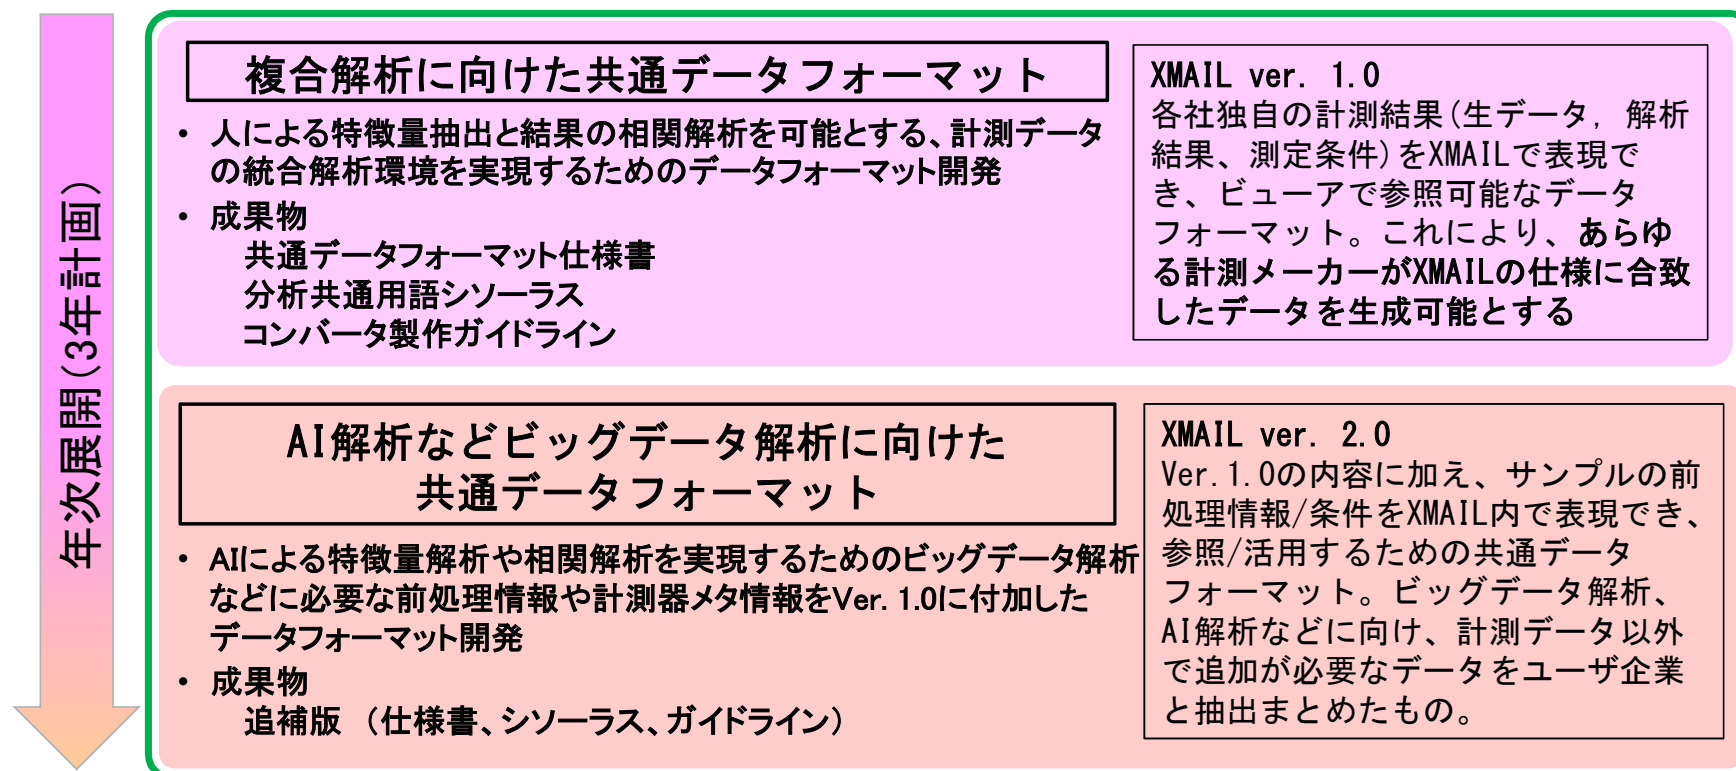 年次展開(3年計画)
複合解析に向けた共通データフォーマット
• 人による特徴量抽出と結果の相関解析を可能とする、計測データ
の統合解析環境を実現するためのデータフォーマット開発
• 成果物
共通データフォーマット仕様書
分析共通用語シソーラス
コンバータ製作ガイドライン
XMAIL ver. 1.0
各社独自の計測結果(生データ, 解析
結果、測定条件)をXMAILで表現で
き、ビューアで参照可能なデータ
フォーマット。これにより、あらゆ
る計測メーカーがXMAILの仕様に合致
したデータを生成可能とする
AI解析などビッグデータ解析に向けた
共通データフォーマット
• AIによる特徴量解析や相関解析を実現するためのビッグデータ解析
などに必要な前処理情報や計測器メタ情報をVer. 1.0に付加した
データフォーマット開発
• 成果物
追補版 (仕様書、シソーラス、ガイドライン)
XMAIL ver. 2.0
Ver.1.0の内容に加え、サンプルの前
処理情報/条件をXMAIL内で表現でき、
参照/活用するための共通データ
フォーマット。ビッグデータ解析、
AI解析などに向け、計測データ以外
で追加が必要なデータをユーザ企業
と抽出まとめたもの。